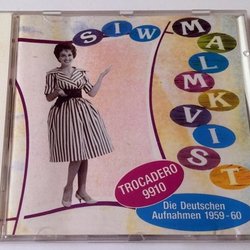 SIW
MALMKVIST
TROCADERO
9910
Die Deutschen
Aufnahmen 1959-60